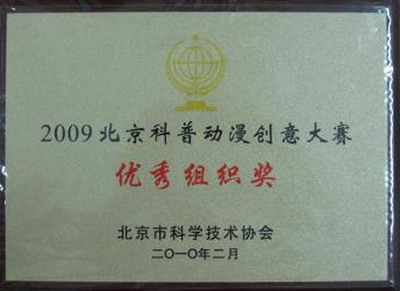 2009北京科普动漫创意大赛
优秀组织奖
北京市科学技术协会
二〇一〇年二月